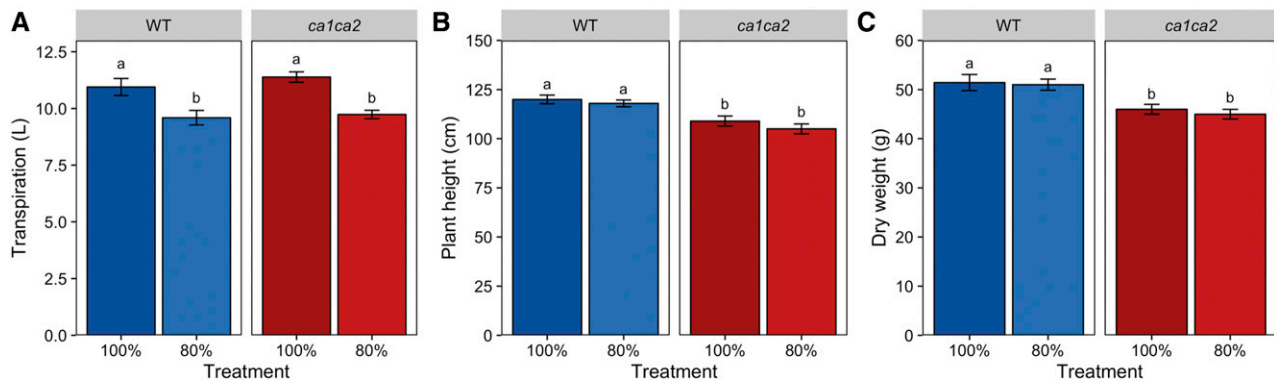 A
WT
ca1ca2
Transpiration (L)
12.5
10.0
7.5
5.0
2.5
0.0
a
b
a
b
100%
80%
100%
80%
Treatment
B
WT
ca1ca2
Plant height (cm)
150
125
100
75
50
25
0
a
a
b
b
100%
80%
100%
80%
Treatment
C
WT
ca1ca2
Dry weight (g)
60
50
40
30
20
10
0
a
a
b
b
100%
80%
100%
80%
Treatment